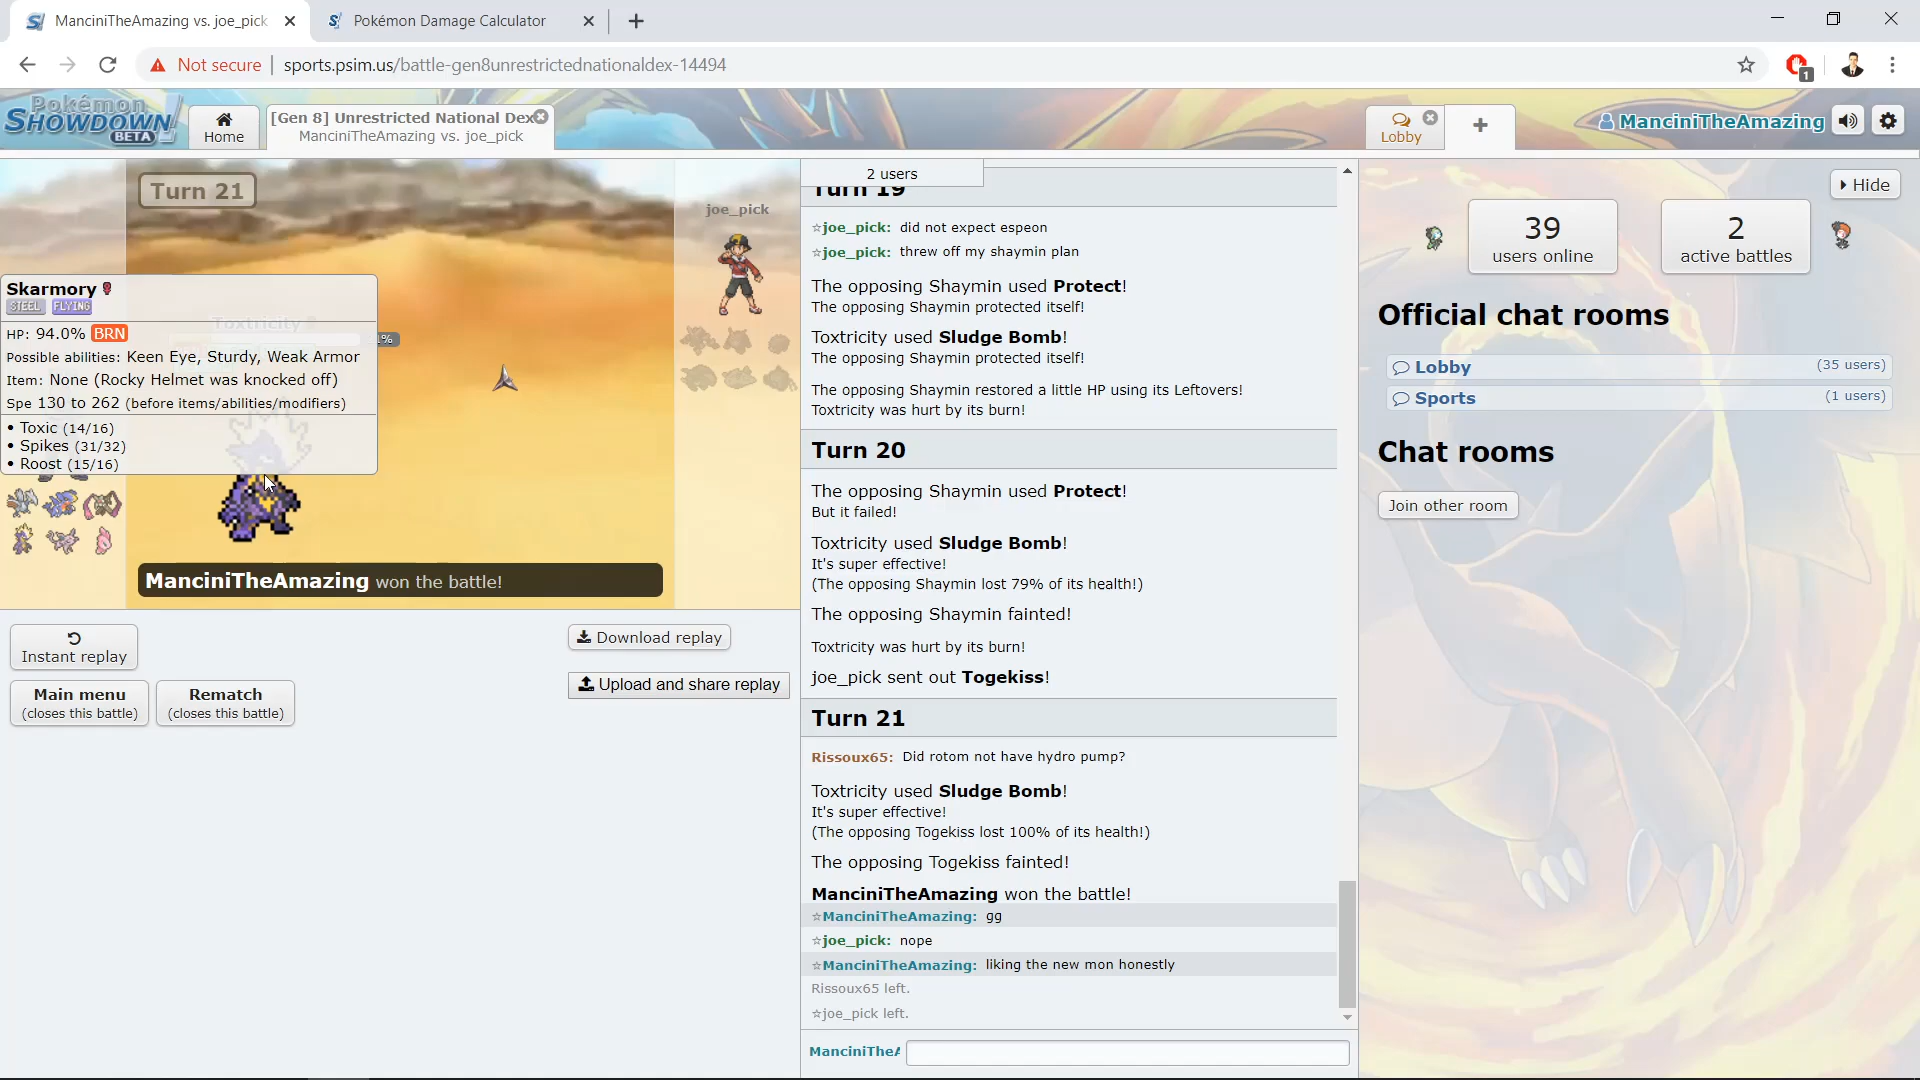 MonciniTheAmazing vs. joe_pick
Pokémon Damage Calculator
Not secure
sports.psim.us/battle-gen8unrestrictednationaldex-14494
1
Pokémon
SHOWDOWN
BETA
Home
[Gen 8] Unrestricted National Dex
ManciniTheAmazing vs. joe_pick
Lobby
ManciniTheAmazing
Turn 21
joe_pick
Skarmory
STEEL FLYING
HP: 94.0% BRN
Possible abilities: Keen Eye, Sturdy, Weak Armor
Item: None (Rocky Helmet was knocked off)
Spe 130 to 262 (before items/abilities/modifiers)
• Toxic (14/16)
• Spikes (31/32)
• Roost (15/16)
Toxtricity
ManciniTheAmazing won the battle!
Instant replay
Download replay
Upload and share replay
Main menu
(closes this battle)
Rematch
(closes this battle)
2 users
Turn 19
☆joe_pick: did not expect espeon
☆joe_pick: threw off my shaymin plan
The opposing Shaymin used Protect!
The opposing Shaymin protected itself!
Toxtricity used Sludge Bomb!
The opposing Shaymin protected itself!
The opposing Shaymin restored a little HP using its Leftovers!
Toxtricity was hurt by its burn!
Turn 20
The opposing Shaymin used Protect!
But it failed!
Toxtricity used Sludge Bomb!
It's super effective!
(The opposing Shaymin lost 79% of its health!)
The opposing Shaymin fainted!
Toxtricity was hurt by its burn!
joe_pick sent out Togekiss!
Turn 21
Rissoux65: Did rotom not have hydro pump?
Toxtricity used Sludge Bomb!
It's super effective!
(The opposing Togekiss lost 100% of its health!)
The opposing Togekiss fainted!
ManciniTheAmazing won the battle!
☆ManciniTheAmazing: gg
☆joe_pick: nope
☆ManciniTheAmazing: liking the new mon honestly
Rissoux65 left.
☆joe_pick left.
ManciniTheA
Hide
39
users online
2
active battles
Official chat rooms
Lobby (35 users)
Sports (1 users)
Chat rooms
Join other room